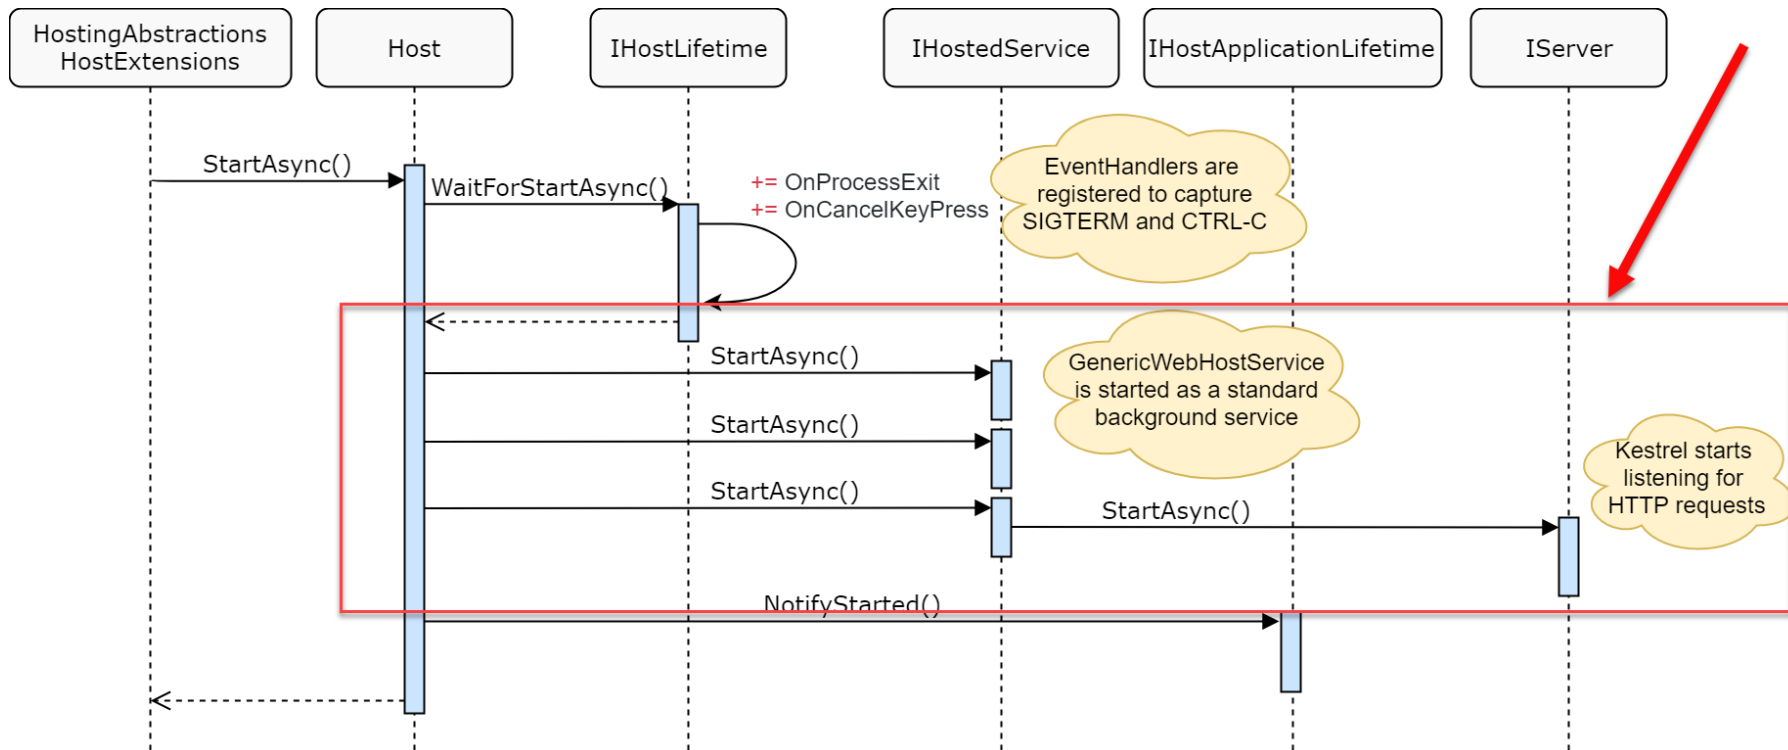 HostingAbstractions
HostExtensions
Host
IHostLifetime
IHostedService
IHostApplicationLifetime
IServer
StartAsync()
WaitForStartAsync()
+= OnProcessExit
+= OnCancelKeyPress
EventHandlers are
registered to capture
SIGTERM and CTRL-C
StartAsync()
GenericWebHostService
is started as a standard
background service
StartAsync()
StartAsync()
StartAsync()
Kestrel starts
listening for
HTTP requests
NotifyStarted()